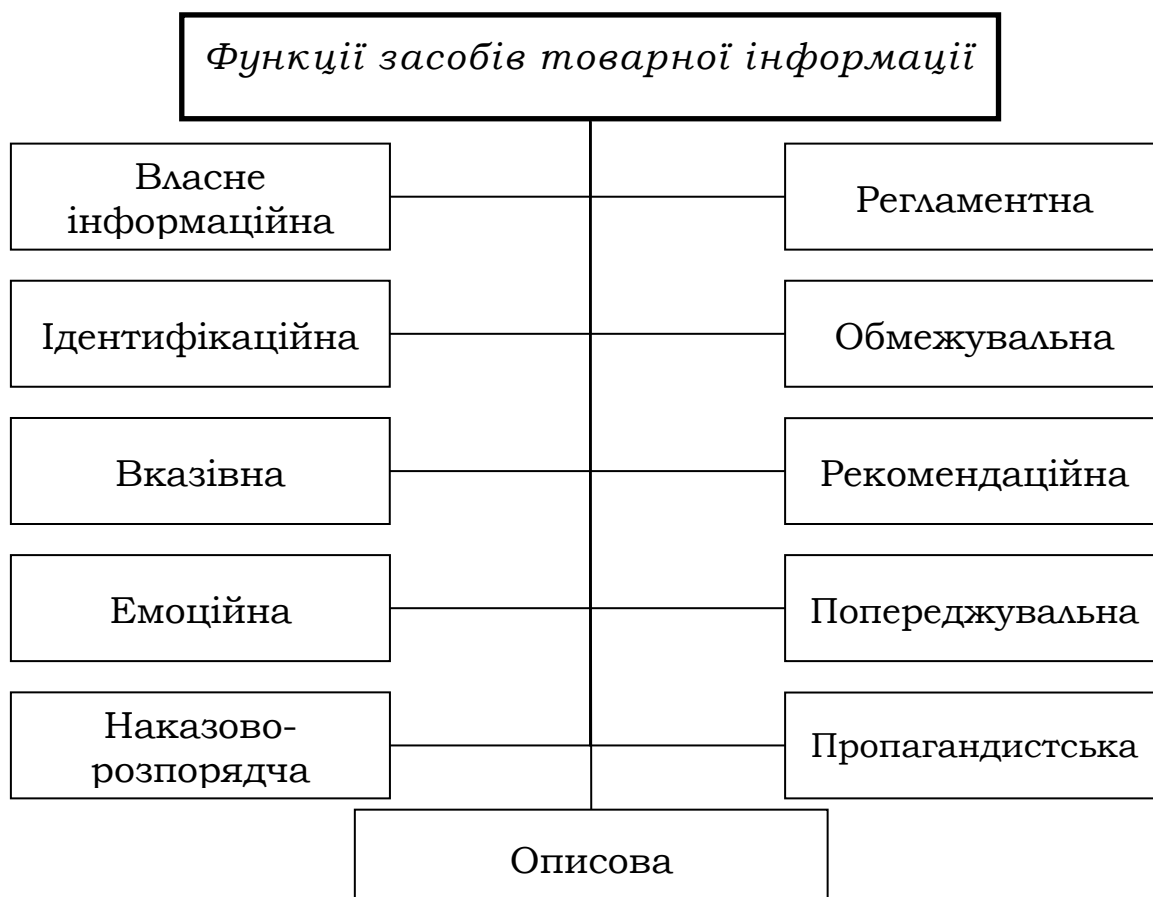 Функції засобів товарної інформації
Власне
інформаційна
Регламентна
Ідентифікаційна
Обмежувальна
Вказівна
Рекомендаційна
Емоційна
Попереджувальна
Наказово-
розпорядча
Пропагандистська
Описова